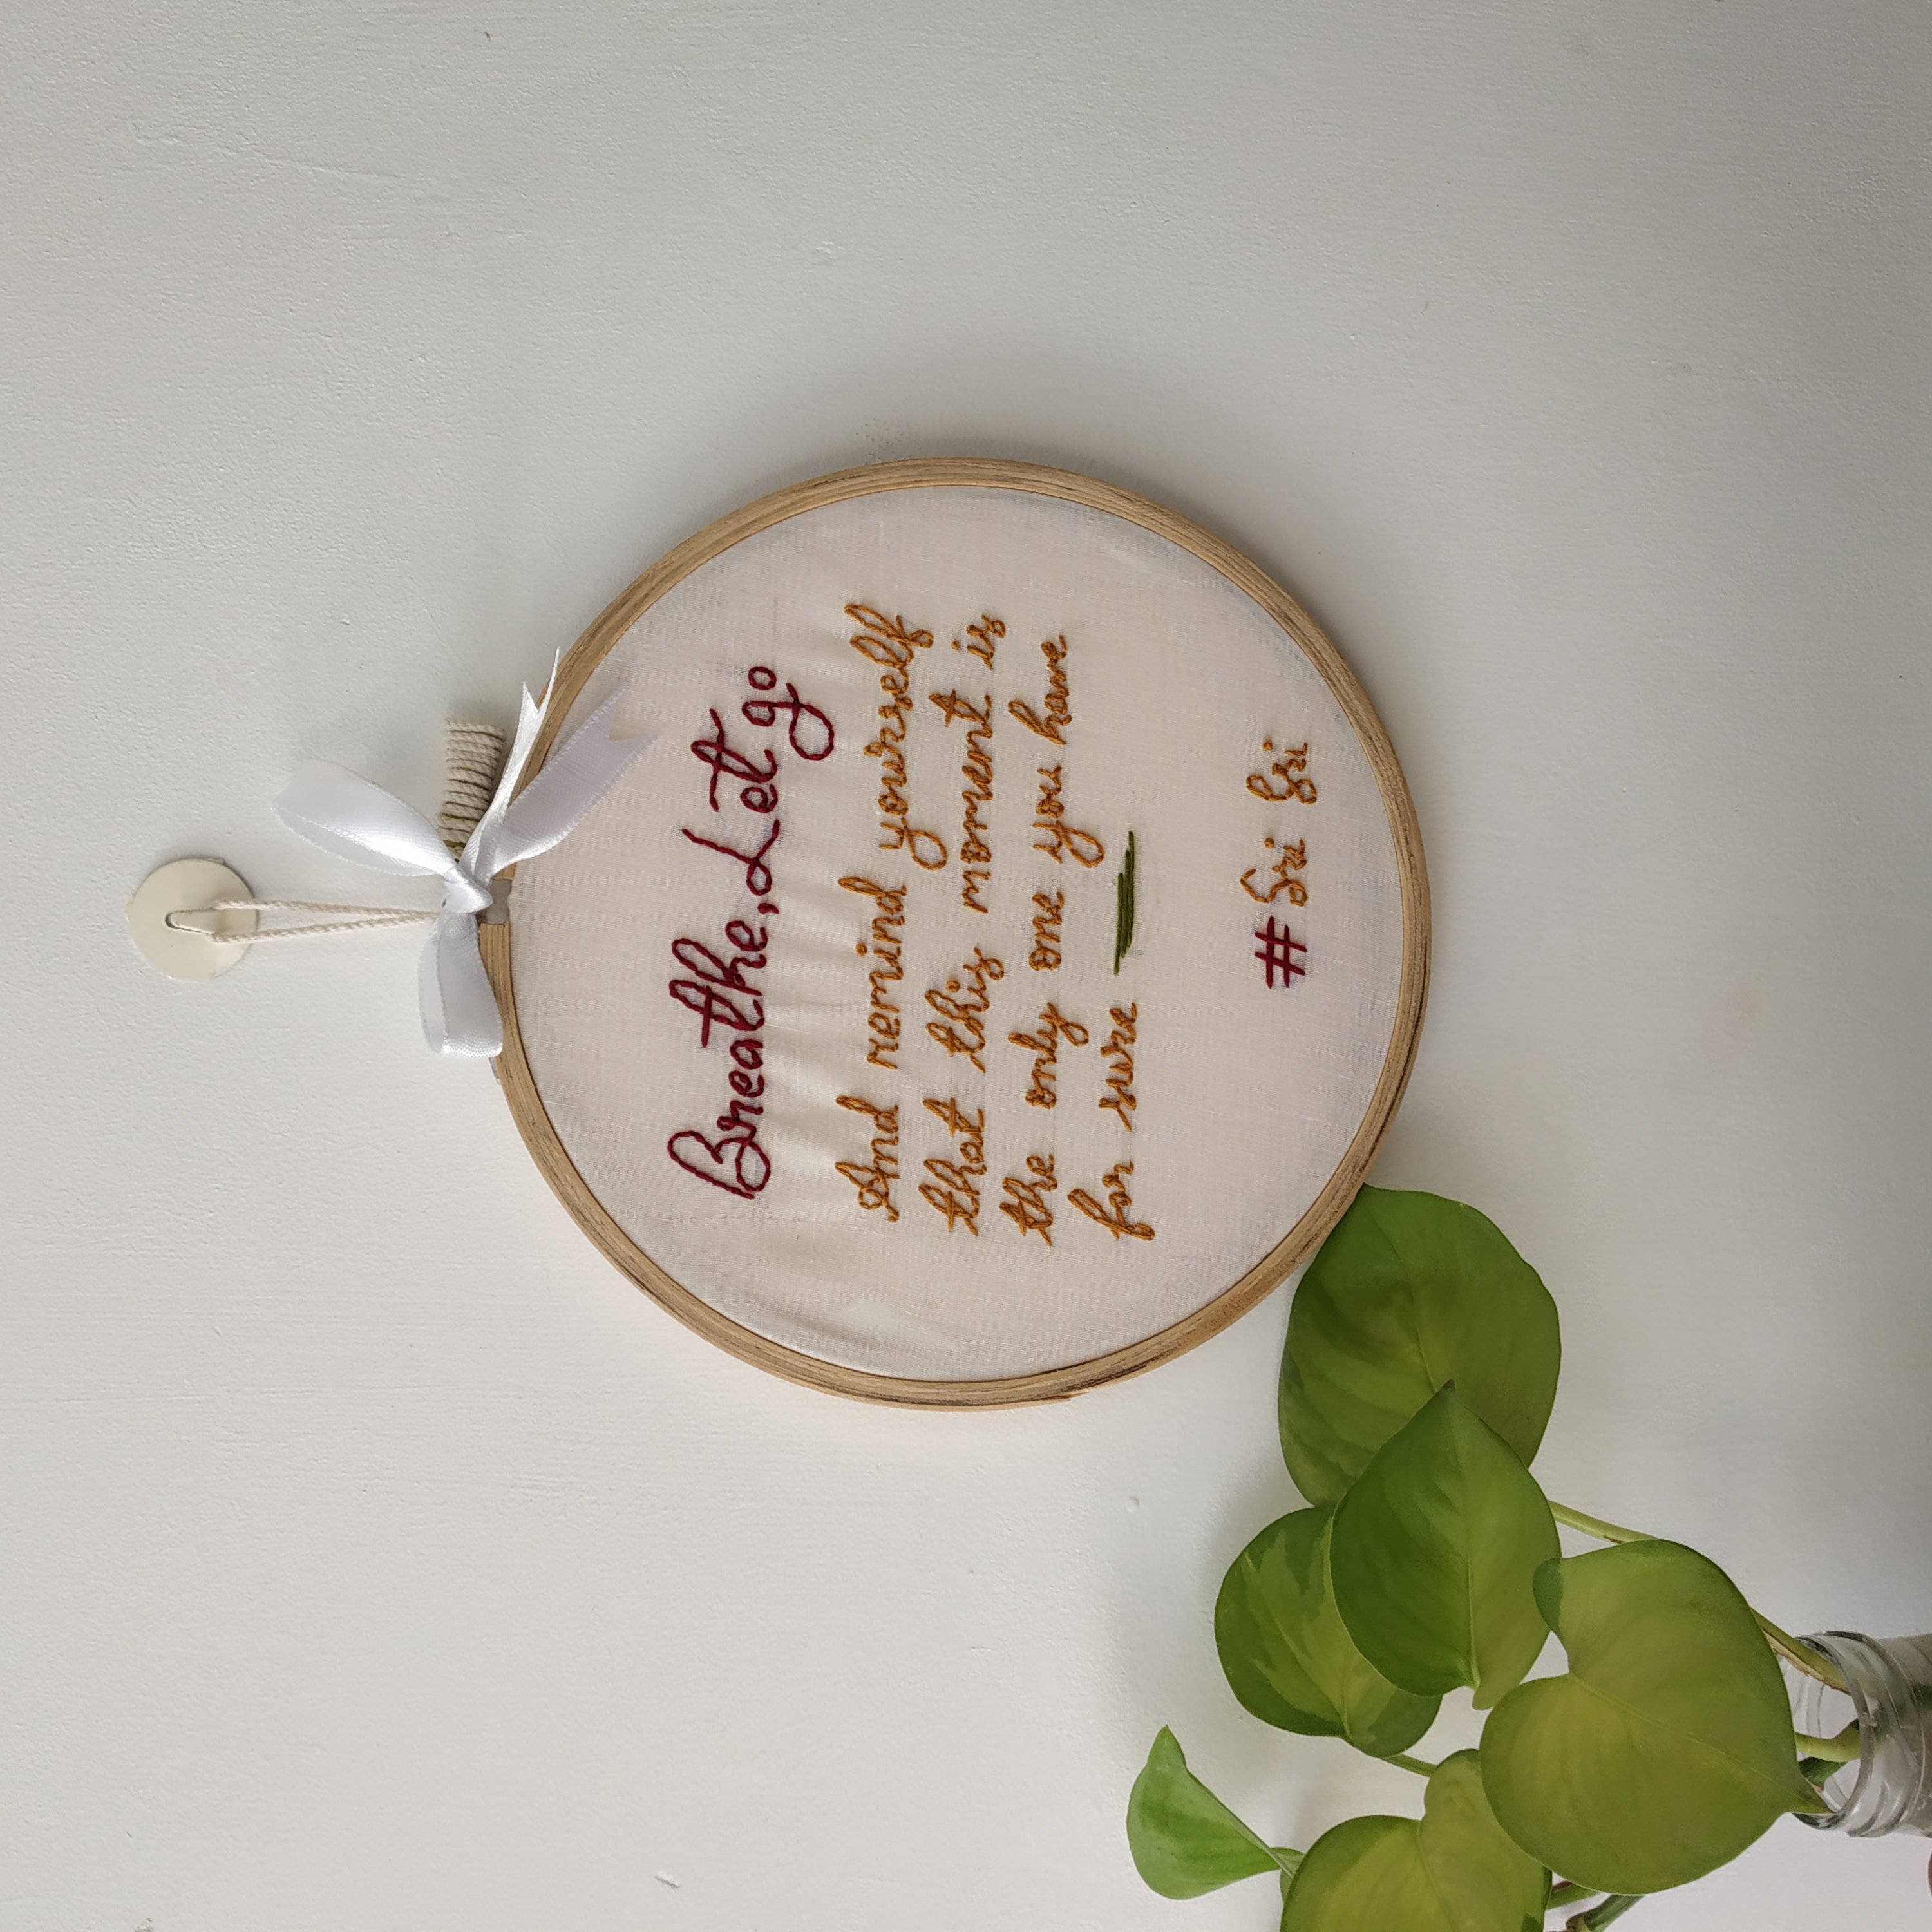 Breathe, Let go
And remind yourself
that this moment is
the only one you have
for sure
#Sri Sri